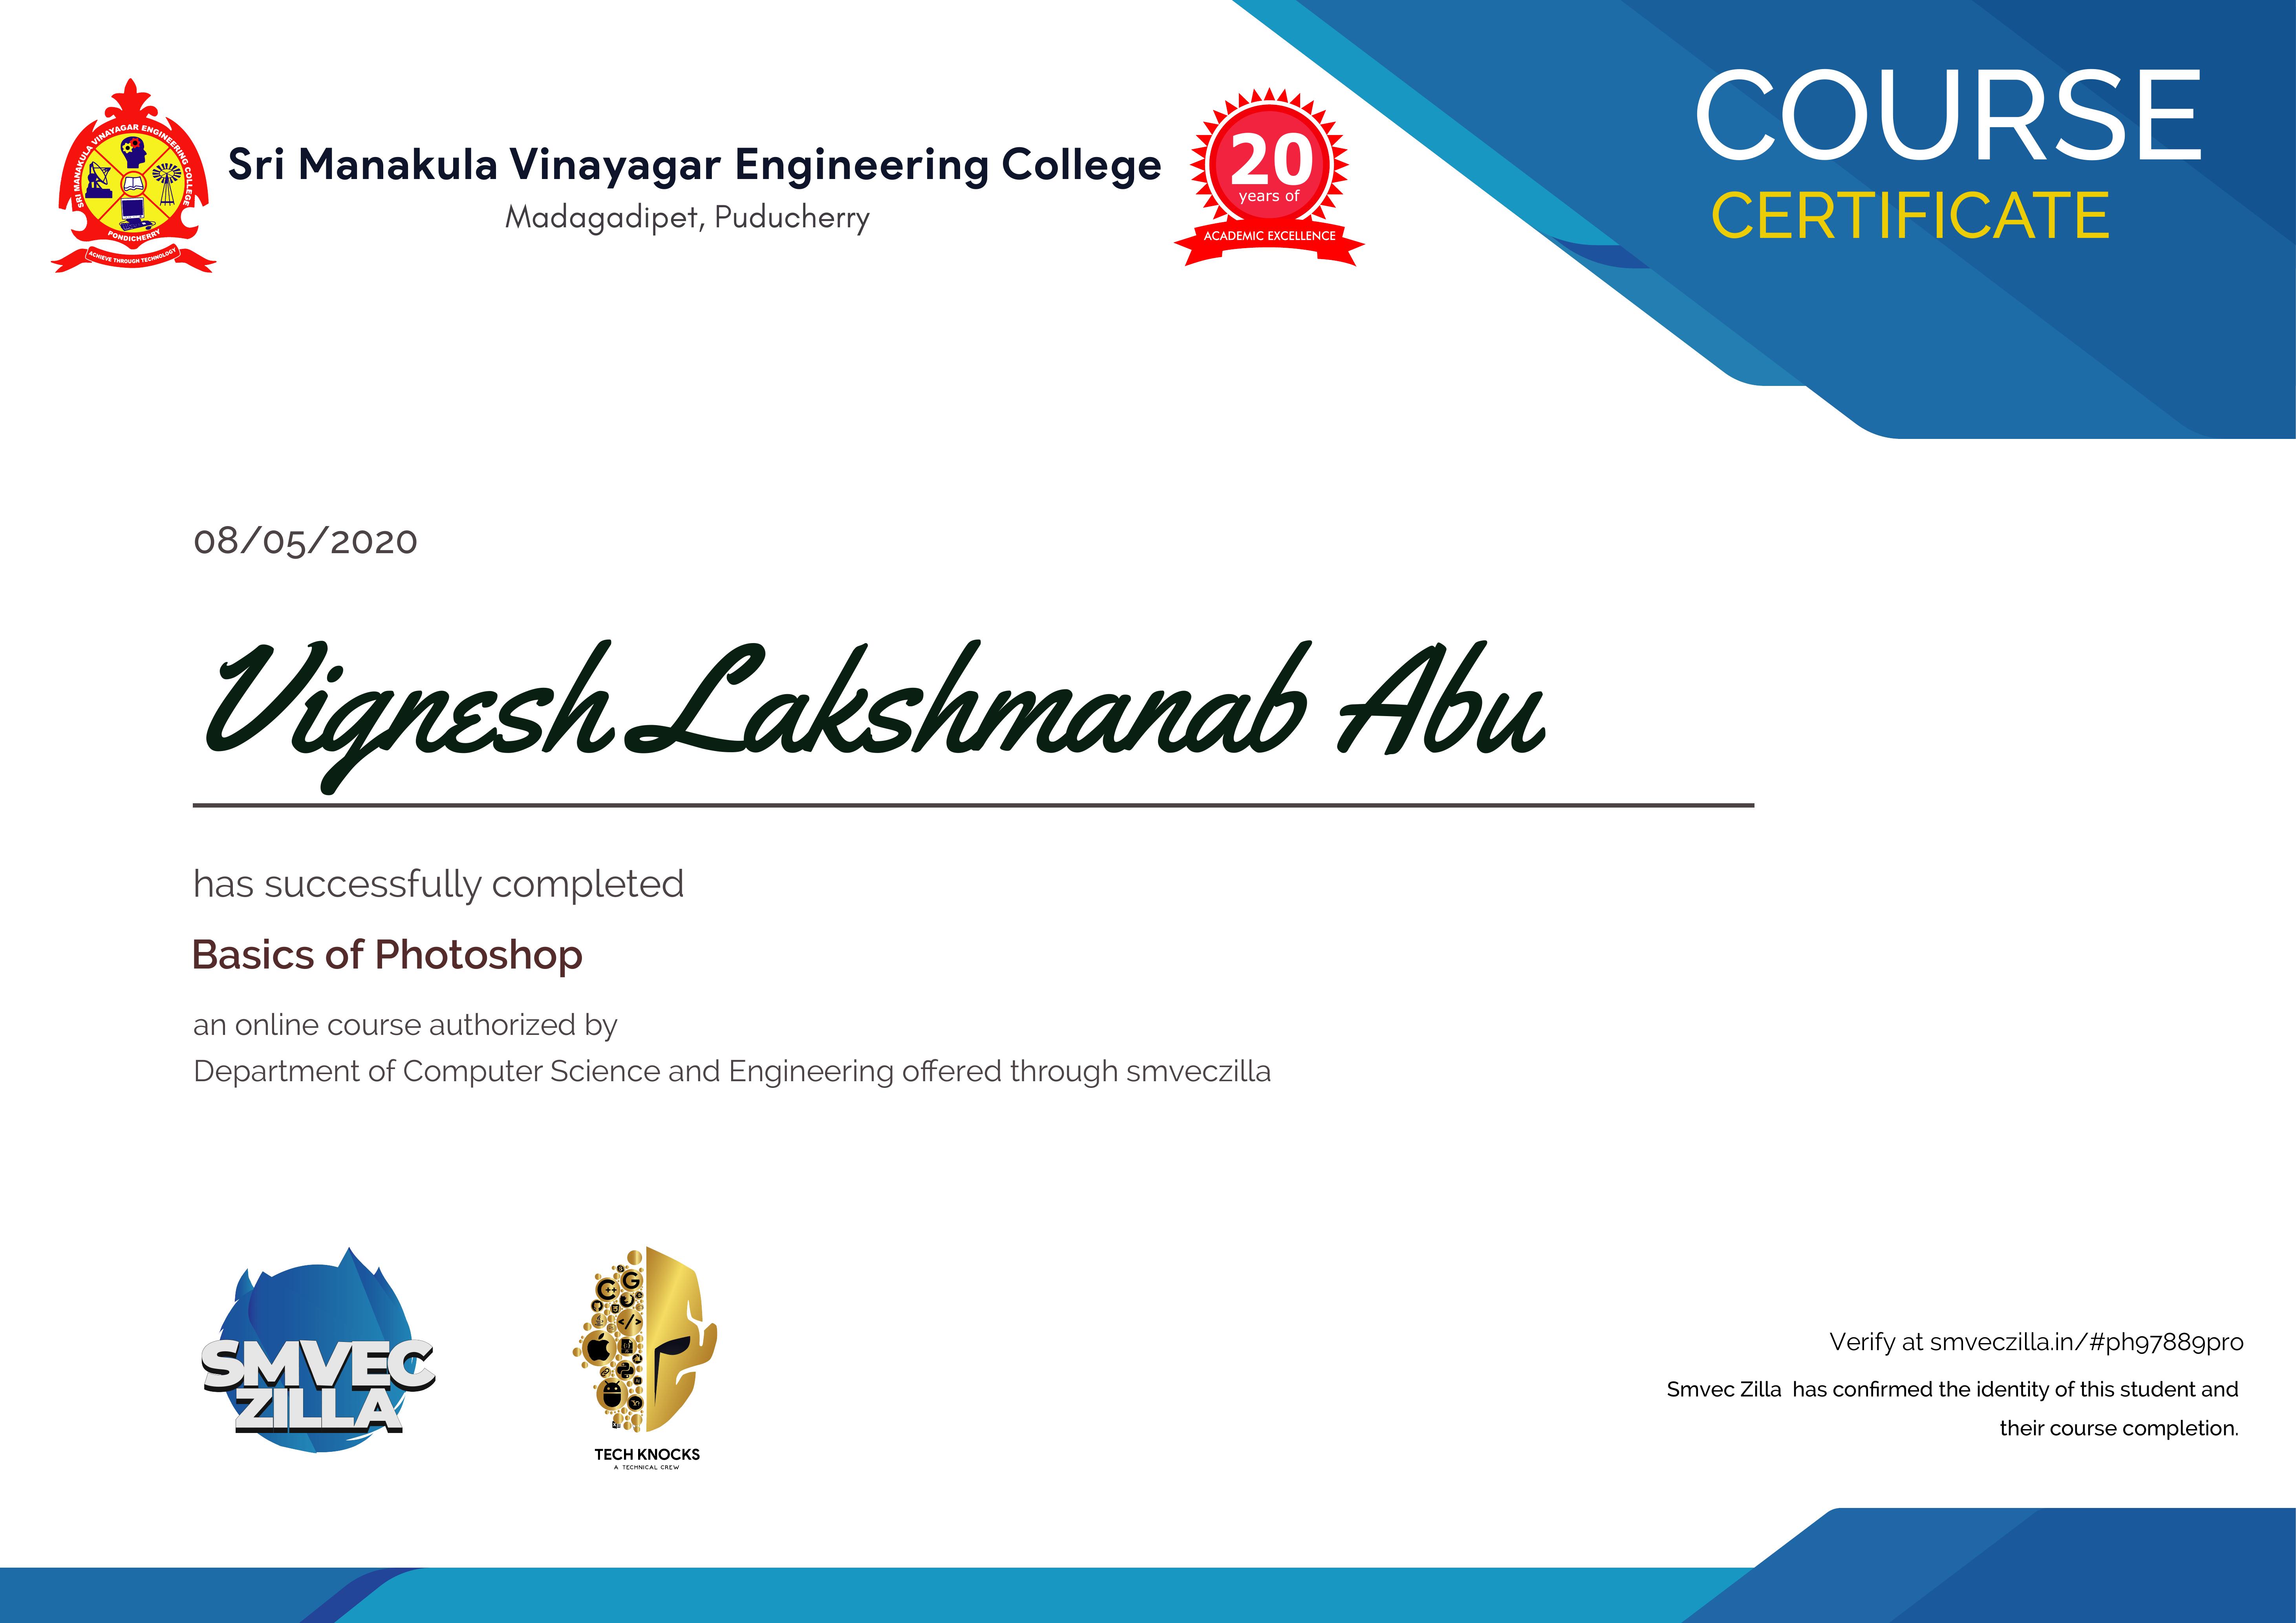 COURSE
CERTIFICATE
SRI MANAKULA VINAYAGAR ENGINEERING COLLEGE
PONDICHERRY
ACHIEVE THROUGH TECHNOLOGY
Sri Manakula Vinayagar Engineering College
Madagadipet, Puducherry
20
years of
ACADEMIC EXCELLENCE
08/05/2020
Vignesh Lakshmanab Abu
has successfully completed
Basics of Photoshop
an online course authorized by
Department of Computer Science and Engineering offered through smveczilla
SMVEC
ZILLA
G
C
</>
TECH KNOCKS
A TECHNICAL CREW
Verify at smveczilla.in/#ph97889pro
Smvec Zilla has confirmed the identity of this student and
their course completion.